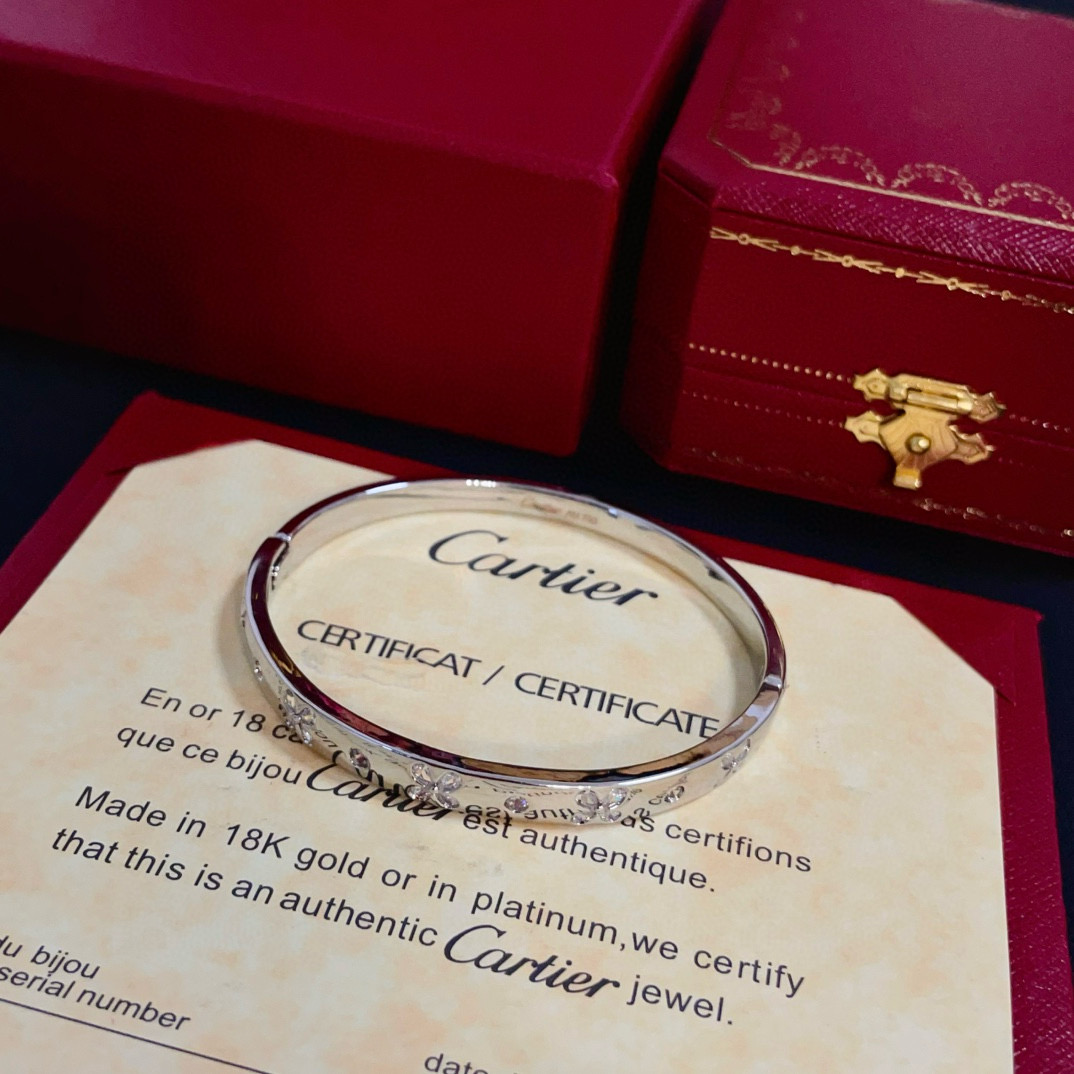 Cartier
CERTIFICAT / CERTIFICATE
En or 18
que ce bijou Cartier est authentique.
certifions
Made in 18K gold or in platinum,we certify
that this is an authentic Cartier jewel.
du bijou
serial number
date